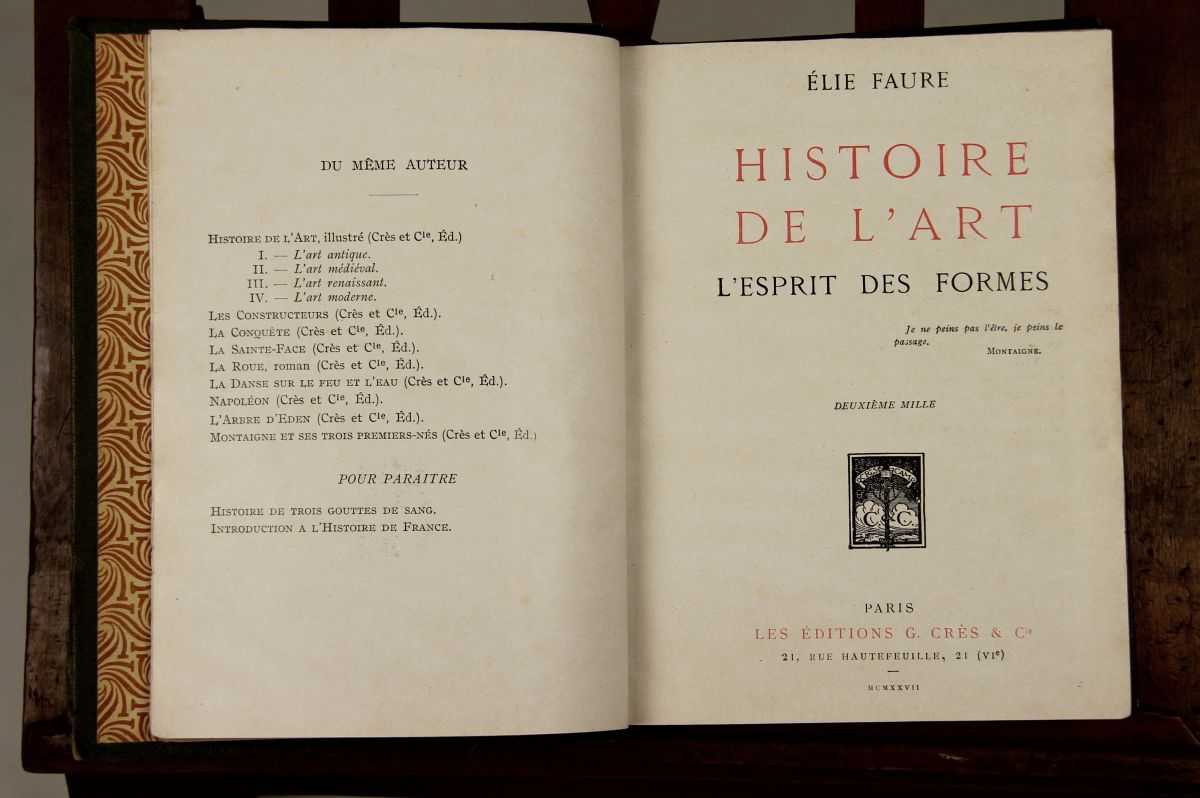 DU MÊME AUTEUR
HISTOIRE DE L'ART, illustré (Crès et Cie, Éd.)
I. — L'art antique.
II. — L'art médiéval.
III. — L'art renaissant.
IV. — L'art moderne.
LES CONSTRUCTEURS (Crès et Cie, Éd.).
LA CONQUÊTE (Crès et Cie, Éd.).
LA SAINTE-FACE (Crès et Cie, Éd.).
LA ROUE, roman (Crès et Cie, Éd.).
LA DANSE SUR LE FEU ET L'EAU (Crès et Cie, Éd.).
NAPOLÉON (Crès et Cie, Éd.).
L'ARBRE D'EDEN (Crès et Cie, Éd.).
MONTAIGNE ET SES TROIS PREMIERS-NÉS (Crès et Cie, Éd.)
POUR PARAITRE
HISTOIRE DE TROIS GOUTTES DE SANG.
INTRODUCTION A L'HISTOIRE DE FRANCE.
ÉLIE FAURE
HISTOIRE
DE L'ART
L'ESPRIT DES FORMES
Je ne peins pas l'être, je peins le
passage.
MONTAIGNE.
DEUXIÈME MILLE
C. C.
PARIS
LES ÉDITIONS G. CRÈS & Cie
21, RUE HAUTEFEUILLE, 21 (VIe)
MCMXXVII